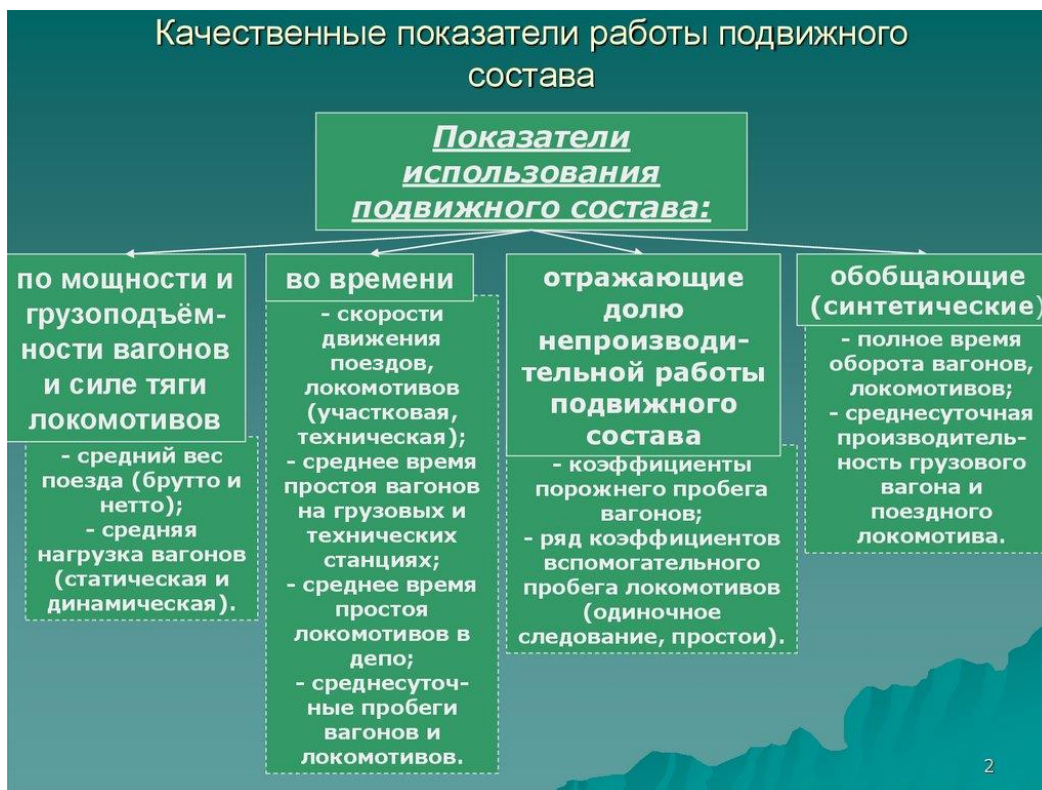 Качественные показатели работы подвижного
состава
Показатели
использования
подвижного состава:
по мощности и
грузоподъём-
ности вагонов
и силе тяги
локомотивов
- средний вес
поезда (брутто и
нетто);
- средняя
нагрузка вагонов
(статическая и
динамическая).
во времени
- скорости
движения
поездов,
локомотивов
(участковая,
техническая);
- среднее время
простоя вагонов
на грузовых и
технических
станциях;
- среднее время
простоя
локомотивов в
депо;
- среднесуточ-
ные пробеги
вагонов и
локомотивов.
отражающие
долю
непроизводи-
тельной работы
подвижного
состава
- коэффициенты
порожнего пробега
вагонов;
- ряд коэффициентов
вспомогательного
пробега локомотивов
(одиночное
следование, простои).
обобщающие
(синтетические)
- полное время
оборота вагонов,
локомотивов;
- среднесуточная
производитель-
ность грузового
вагона и
поездного
локомотива.
2